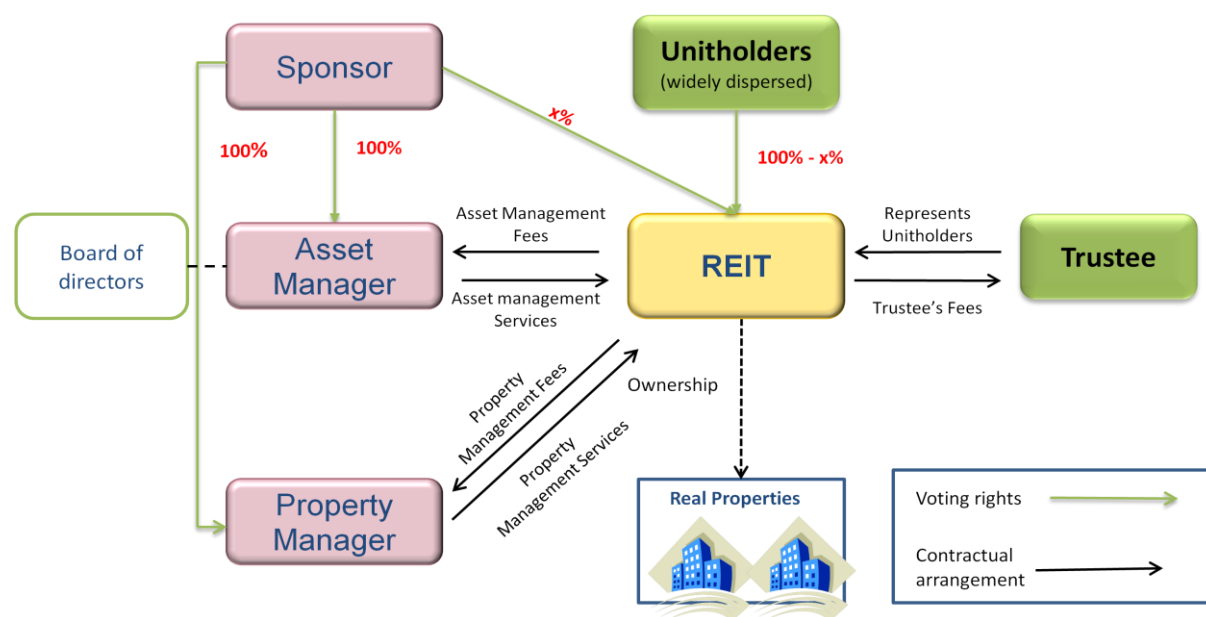 Sponsor
Unitholders
(widely dispersed)
x%
100%
100%
100% - x%
Board of
directors
Asset
Manager
Asset Management
Fees
Asset management
Services
REIT
Represents
Unitholders
Trustee’s Fees
Trustee
Property
Management Fees
Property
Management Services
Ownership
Property
Manager
Real Properties
Voting rights
Contractual
arrangement